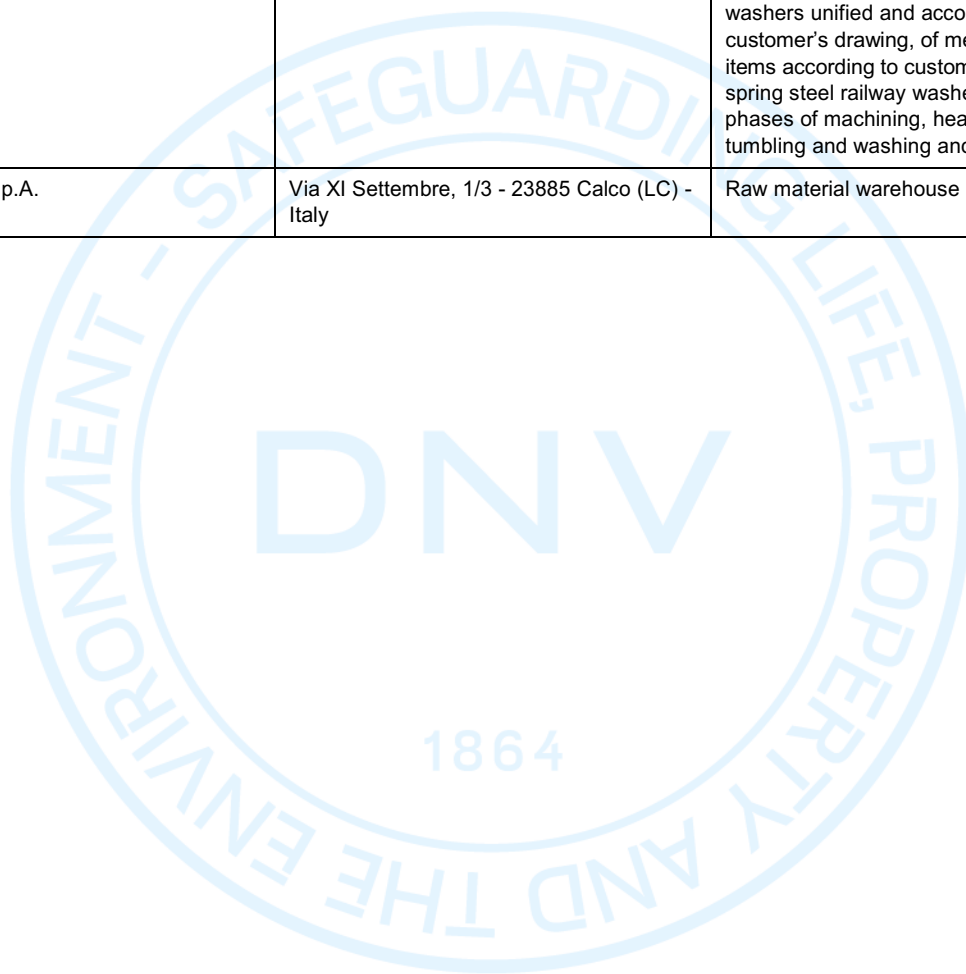 washers unified and acco
customer's drawing, of me
items according to custom
spring steel railway washe
phases of machining, hea
tumbling and washing and
p.A.
Via XI Settembre, 1/3 - 23885 Calco (LC) -
Italy
Raw material warehouse
SAFEGUARDING LIFE, PROPERTY AND THE ENVIRONMENT -
DNV
1864